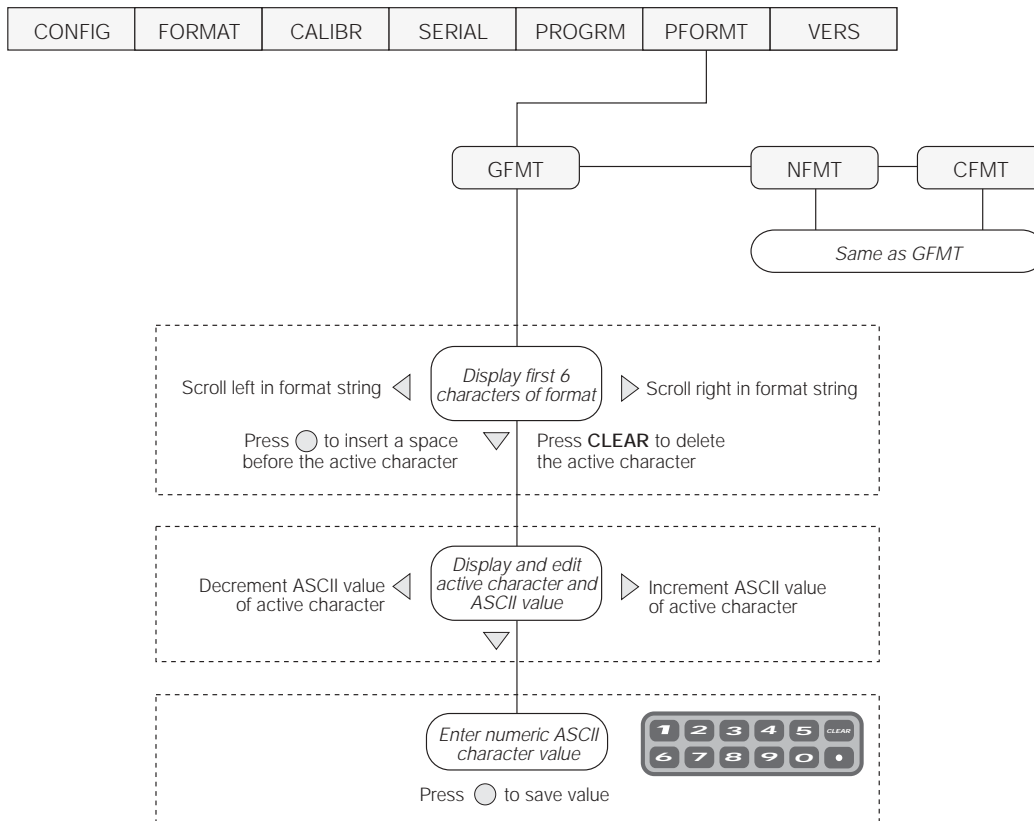 CONFIG FORMAT CALIBR SERIAL PROGRM PFORMT VERS
GFMT NFMT CFMT
Same as GFMT
Display first 6
characters of format
Scroll left in format string
Scroll right in format string
Press to insert a space
before the active character
Press CLEAR to delete
the active character
Display and edit
active character and
ASCII value
Decrement ASCII value
of active character
Increment ASCII value
of active character
Enter numeric ASCII
character value
1 2 3 4 5 CLEAR
6 7 8 9 0 •
Press to save value